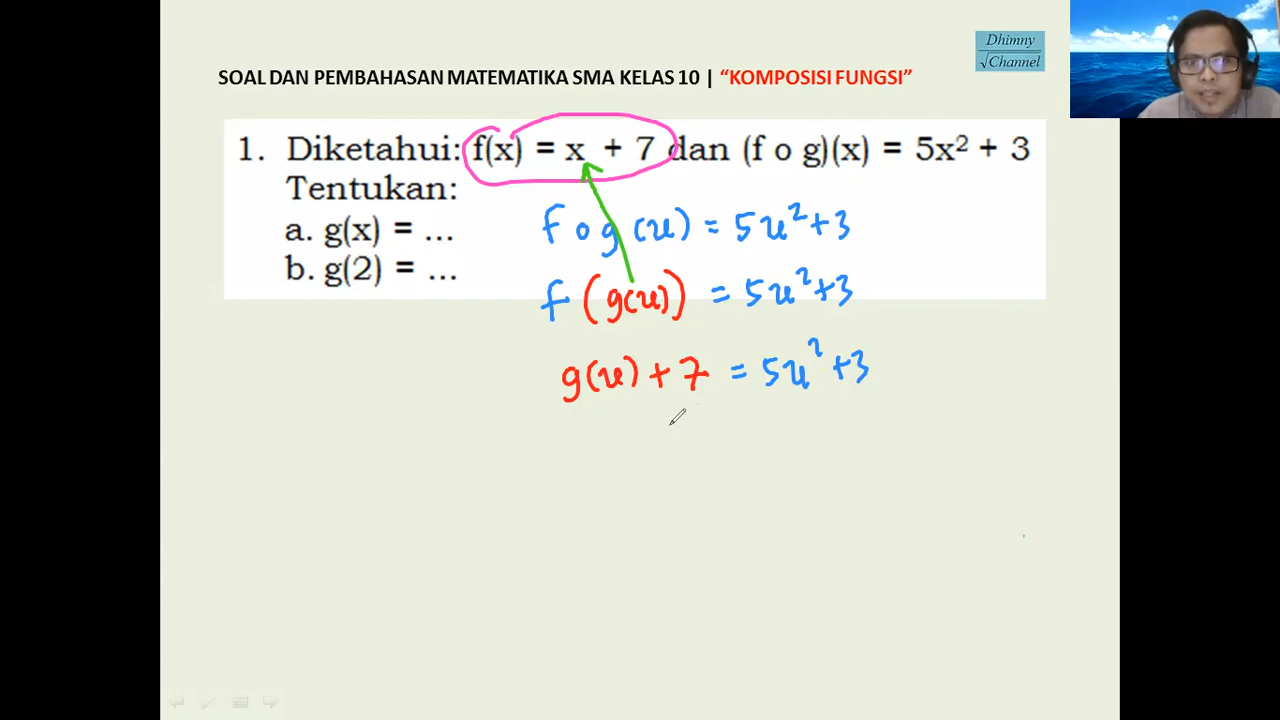 Dhimny
√Channel
SOAL DAN PEMBAHASAN MATEMATIKA SMA KELAS 10 | “KOMPOSISI FUNGSI”
1. Diketahui: f(x) = x + 7 dan (f o g)(x) = 5x² + 3
Tentukan:
a. g(x) = ...
b. g(2) = ...
f o g (x) = 5x² + 3
f (g(x)) = 5x² + 3
g(x) + 7 = 5x² + 3